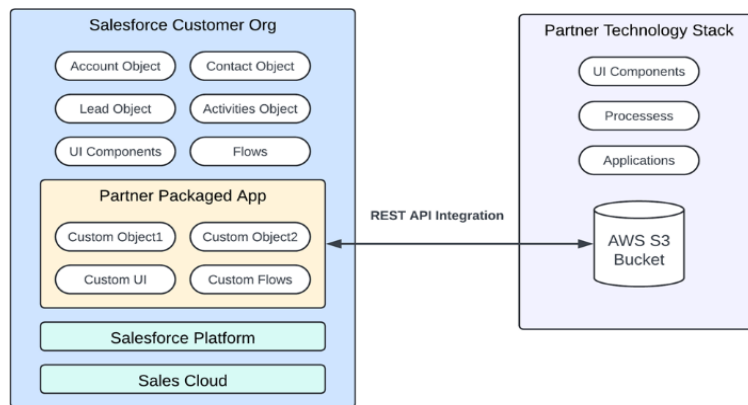 Salesforce Customer Org
Account Object
Contact Object
Lead Object
Activities Object
UI Components
Flows
Partner Packaged App
Custom Object1
Custom Object2
Custom UI
Custom Flows
Salesforce Platform
Sales Cloud
REST API Integration
Partner Technology Stack
UI Components
Processess
Applications
AWS S3
Bucket